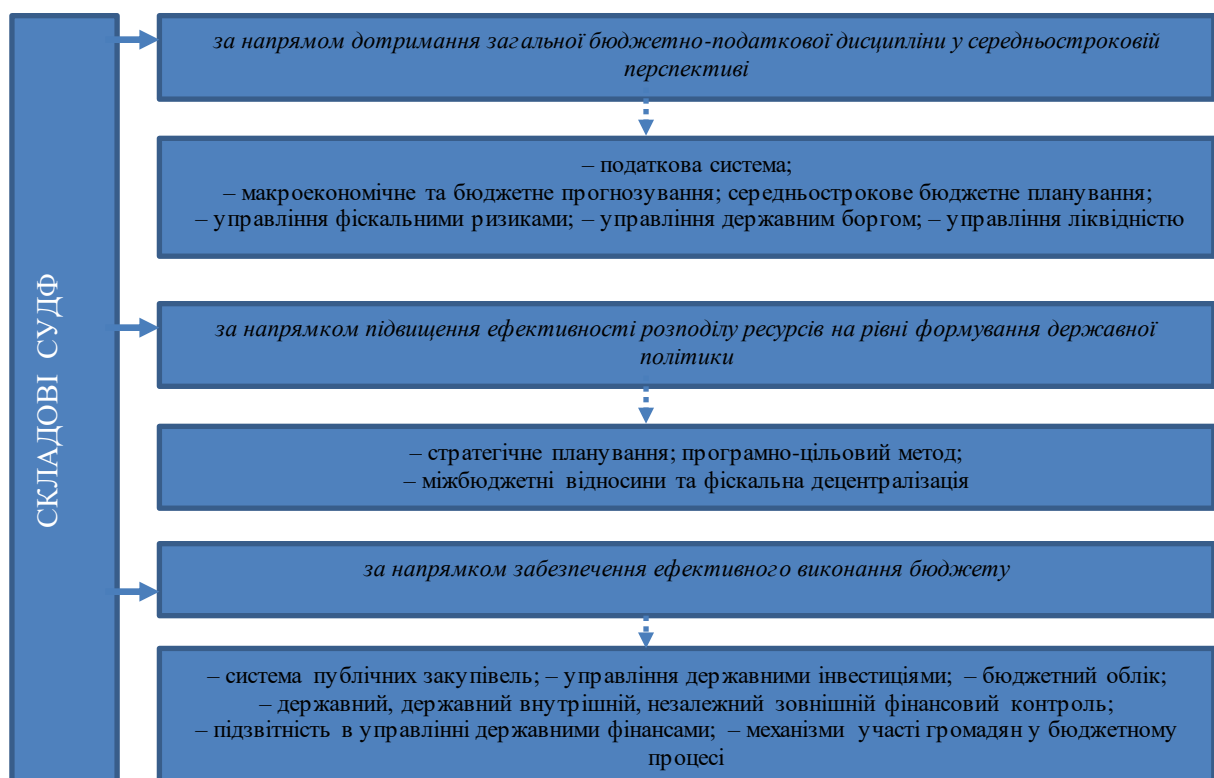 СКЛАДОВІ СУДФ
за напрямом дотримання загальної бюджетно-податкової дисципліни у середньостроковій
перспективі
– податкова система;
– макроекономічне та бюджетне прогнозування; середньострокове бюджетне планування;
– управління фіскальними ризиками; – управління державним боргом; – управління ліквідністю
за напрямком підвищення ефективності розподілу ресурсів на рівні формування державної
політики
– стратегічне планування; програмно-цільовий метод;
– міжбюджетні відносини та фіскальна децентралізація
за напрямком забезпечення ефективного виконання бюджету
– система публічних закупівель; – управління державними інвестиціями; – бюджетний облік;
– державний, державний внутрішній, незалежний зовнішній фінансовий контроль;
– підзвітність в управлінні державними фінансами; – механізми участі громадян у бюджетному
процесі